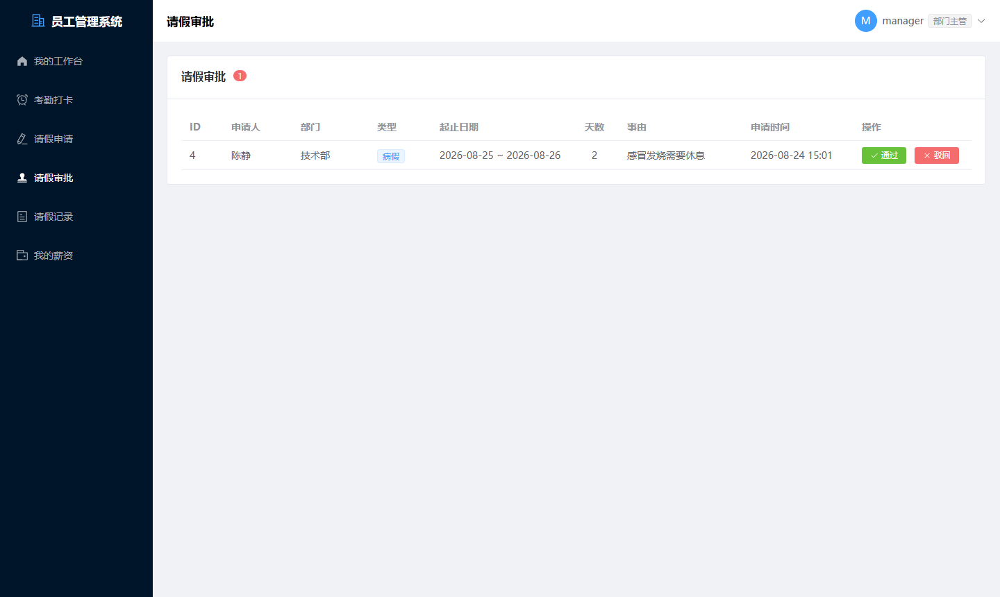 员工管理系统
我的工作台
考勤打卡
请假申请
请假审批
请假记录
我的薪资
请假审批
M manager 部门主管
请假审批 1
ID 申请人 部门 类型 起止日期 天数 事由 申请时间 操作
4 陈静 技术部 病假 2026-08-25 ~ 2026-08-26 2 感冒发烧需要休息 2026-08-24 15:01 通过 驳回